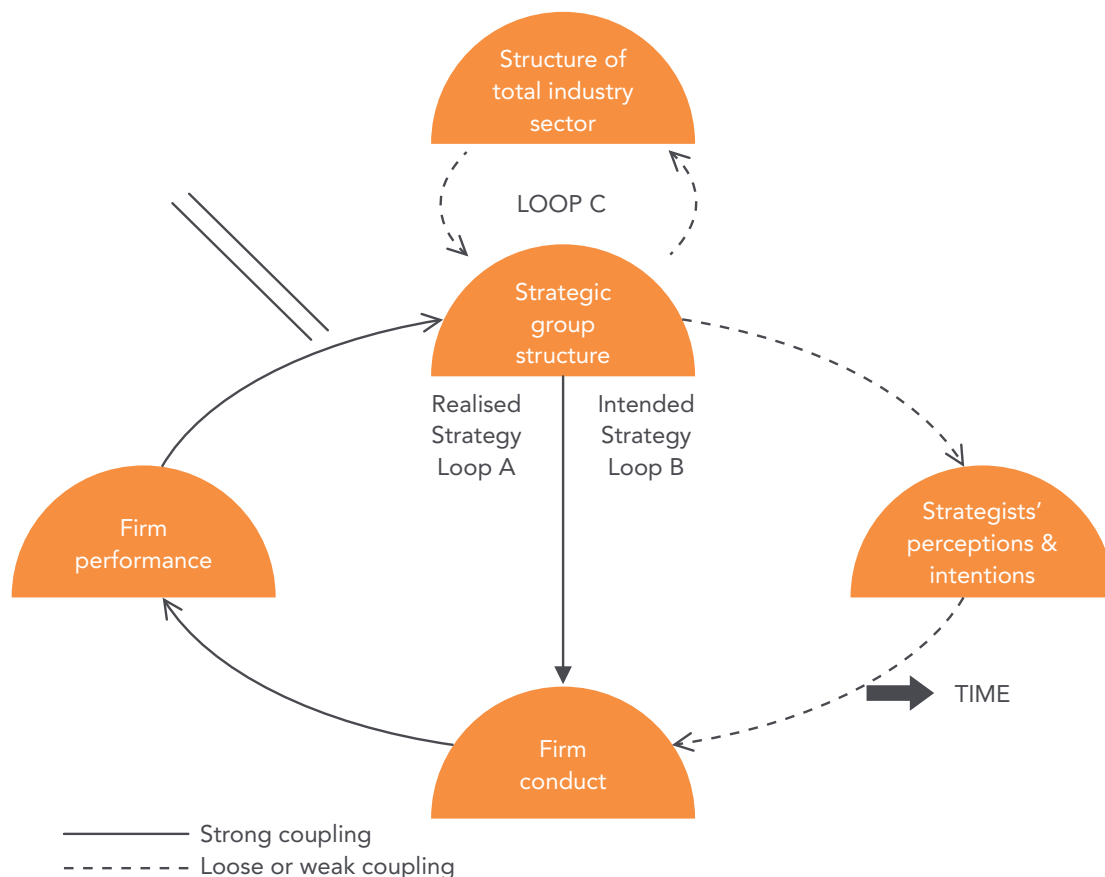 Structure of
total industry
sector
LOOP C
Strategic
group
structure
Realised
Strategy
Loop A
Intended
Strategy
Loop B
Firm
performance
Strategists’
perceptions &
intentions
TIME
Firm
conduct
Strong coupling
Loose or weak coupling